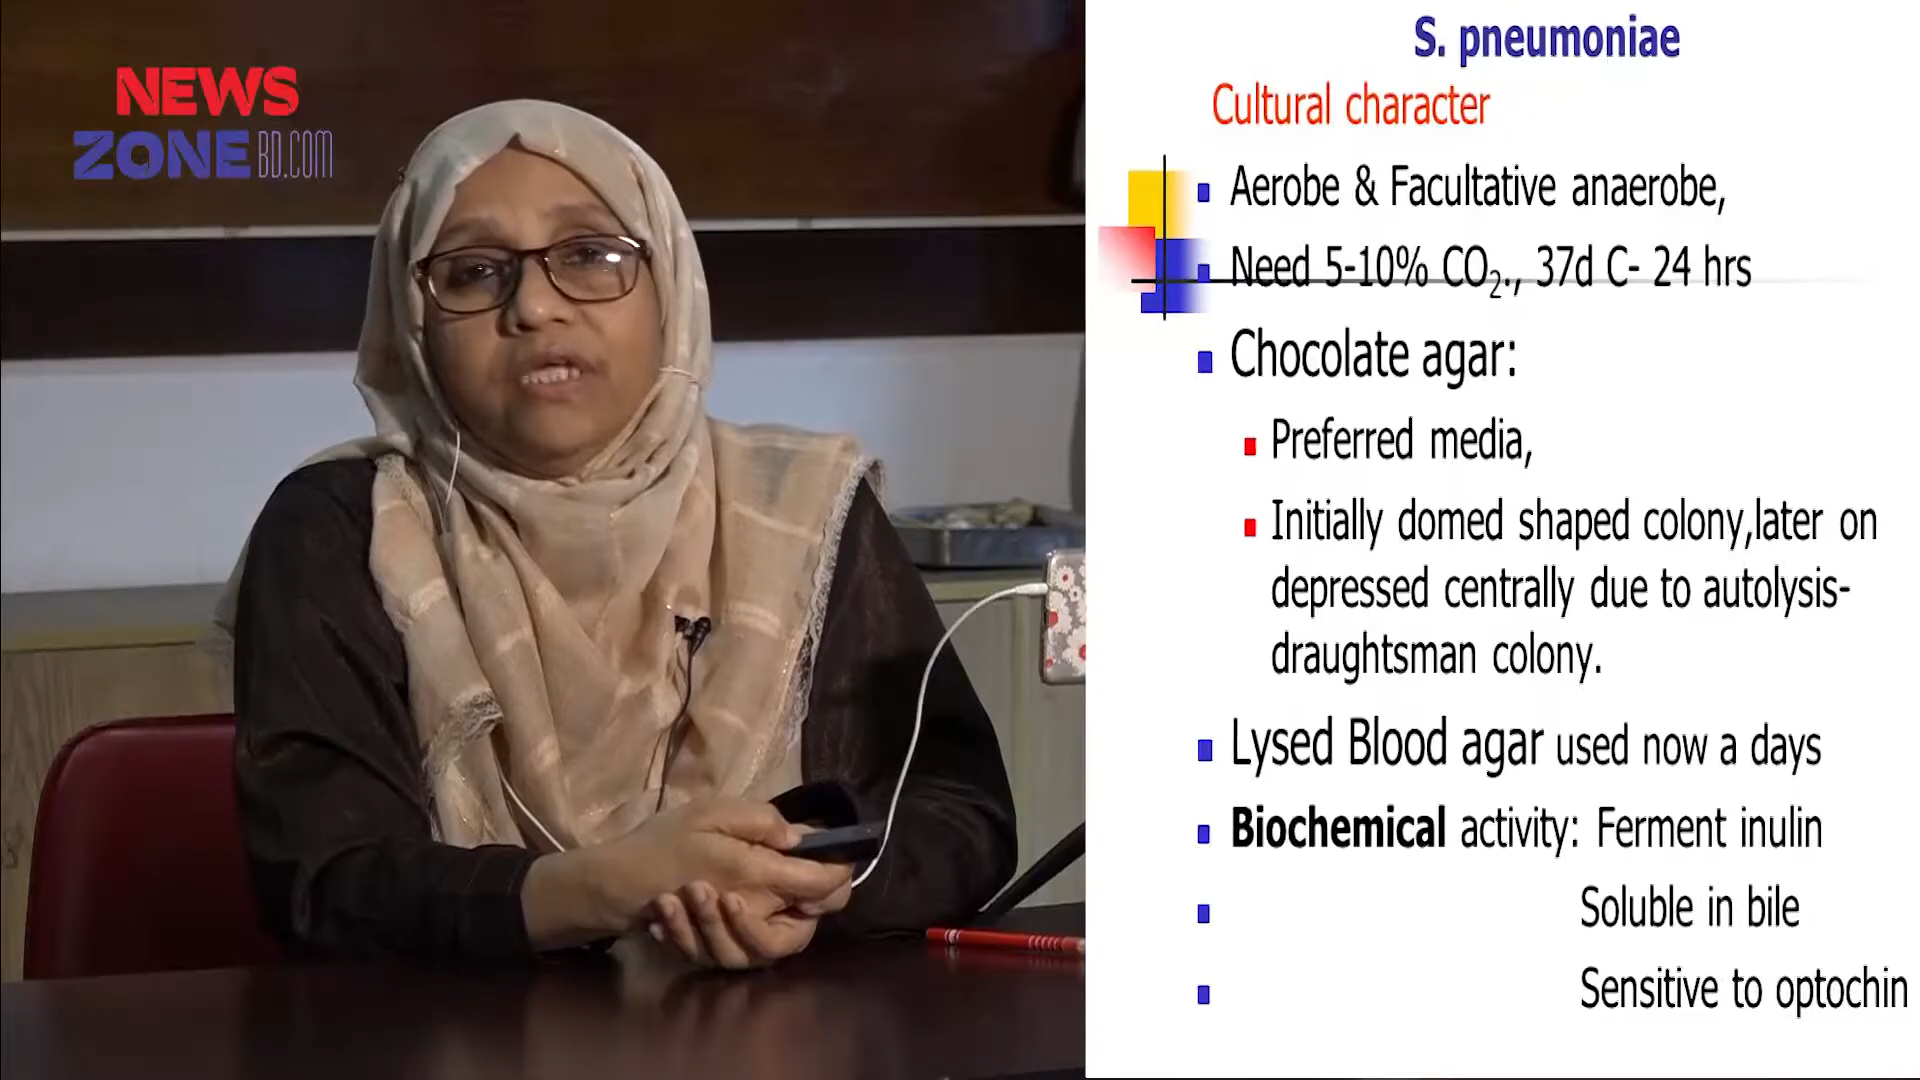 NEWS
ZONE BD.COM
S. pneumoniae
Cultural character
Aerobe & Facultative anaerobe,
Need 5-10% CO₂., 37d C- 24 hrs
Chocolate agar:
Preferred media,
Initially domed shaped colony,later on
depressed centrally due to autolysis-
draughtsman colony.
Lysed Blood agar used now a days
Biochemical activity: Ferment inulin
Soluble in bile
Sensitive to optochin